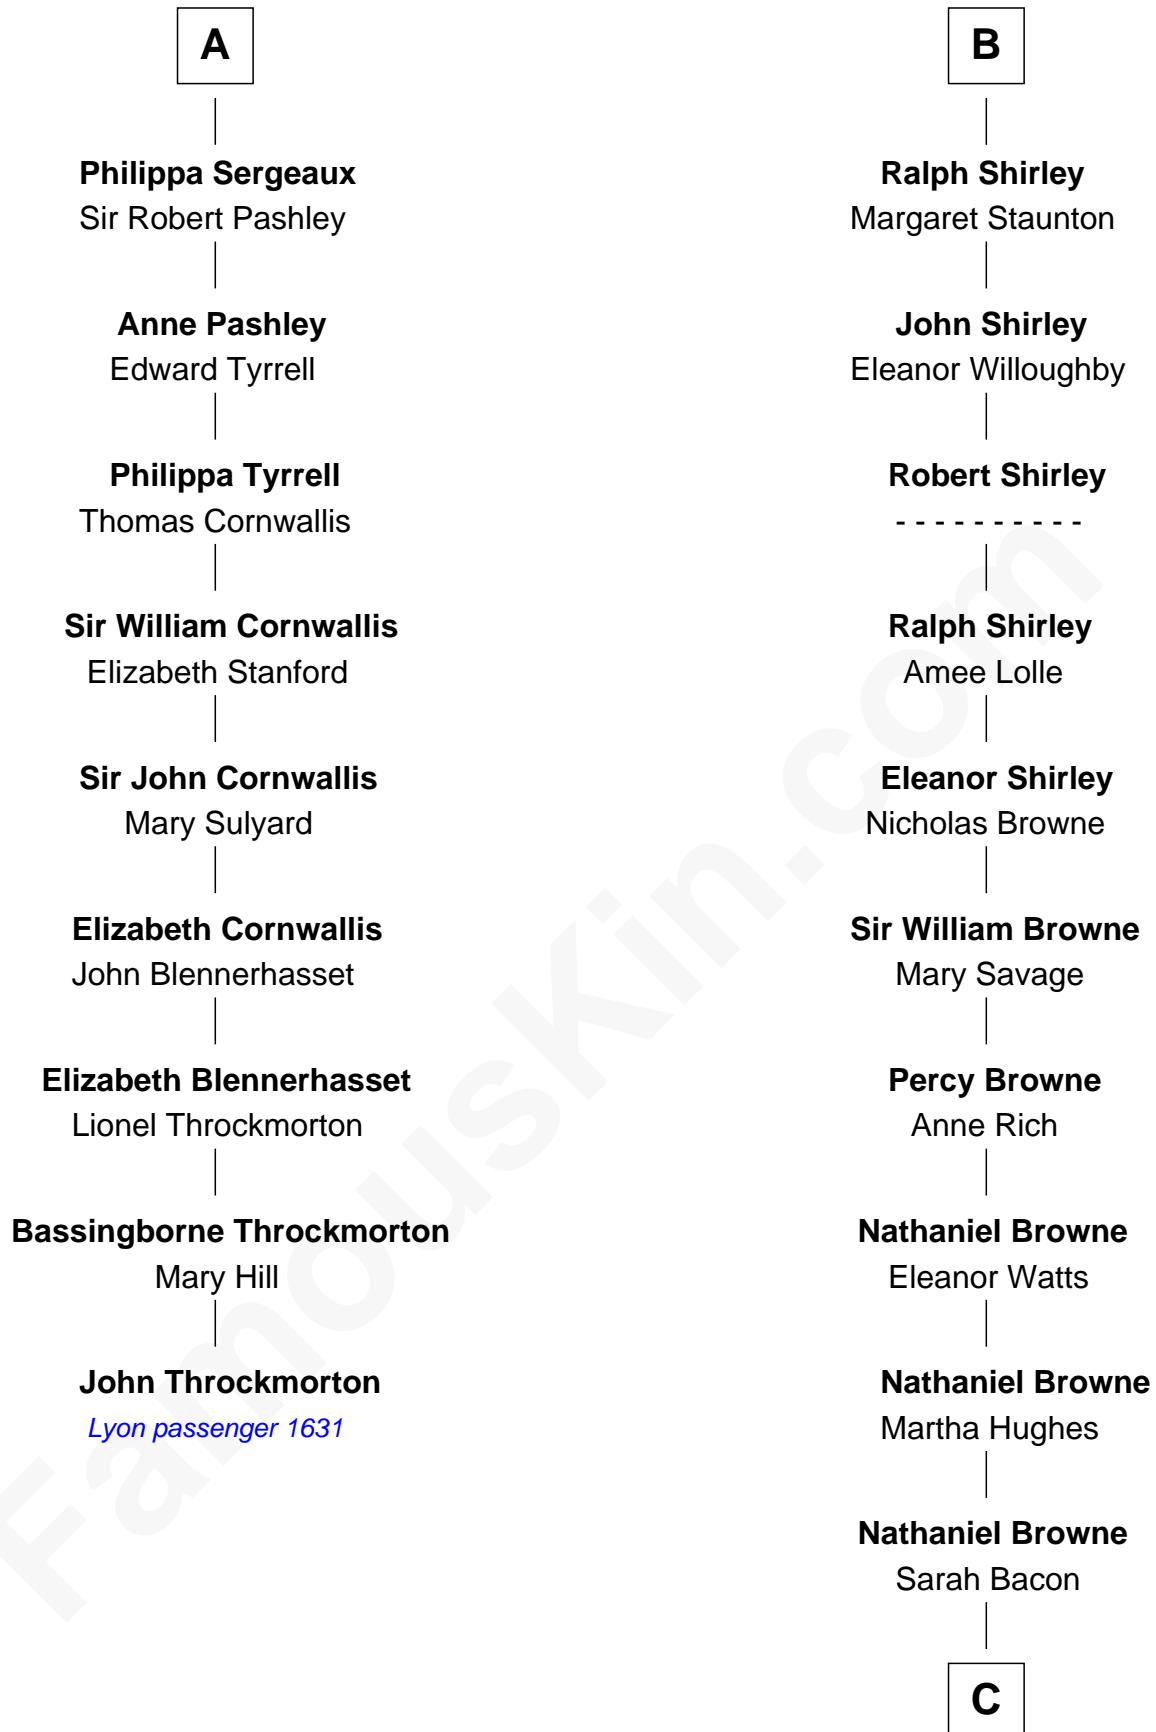 A
Philippa Sergeaux
Sir Robert Pashley
Anne Pashley
Edward Tyrrell
Philippa Tyrrell
Thomas Cornwallis
Sir William Cornwallis
Elizabeth Stanford
Sir John Cornwallis
Mary Sulyard
Elizabeth Cornwallis
John Blennerhasset
Elizabeth Blennerhasset
Lionel Throckmorton
Bassingborne Throckmorton
Mary Hill
John Throckmorton
Lyon passenger 1631
B
Ralph Shirley
Margaret Staunton
John Shirley
Eleanor Willoughby
Robert Shirley
- - - - - - - - - -
Ralph Shirley
Amee Lolle
Eleanor Shirley
Nicholas Browne
Sir William Browne
Mary Savage
Percy Browne
Anne Rich
Nathaniel Browne
Eleanor Watts
Nathaniel Browne
Martha Hughes
Nathaniel Browne
Sarah Bacon
C
FamousKin.com